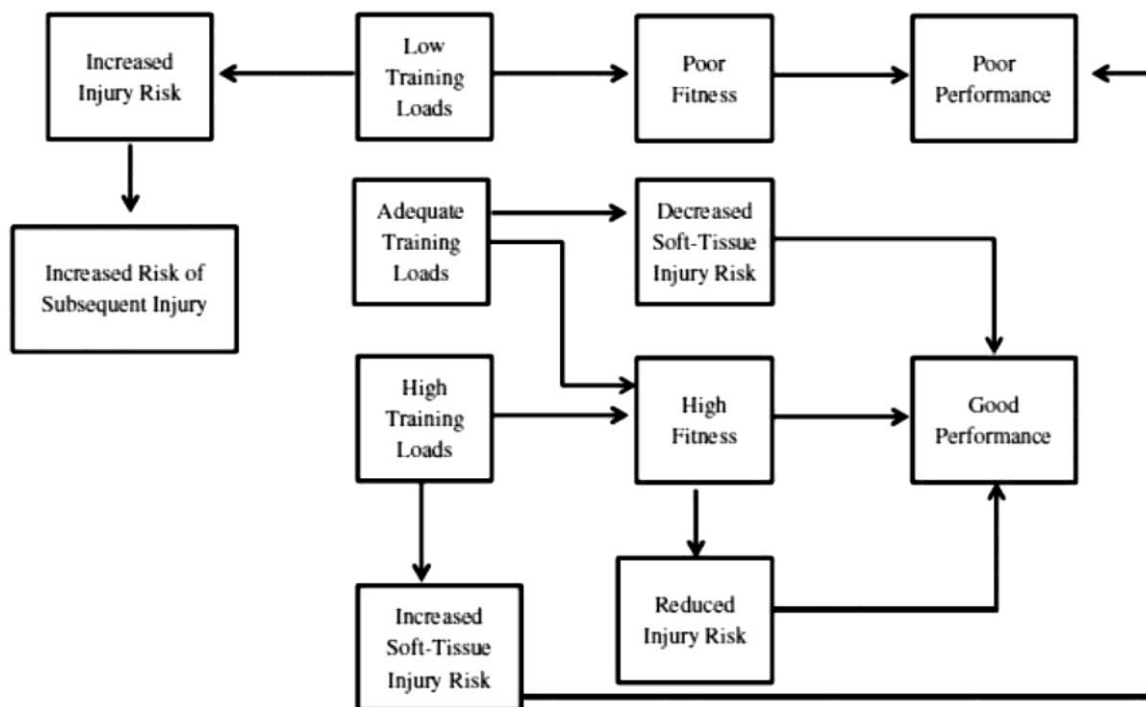 Increased
Injury Risk
Low
Training
Loads
Poor
Fitness
Poor
Performance
Increased Risk of
Subsequent Injury
Adequate
Training
Loads
Decreased
Soft-Tissue
Injury Risk
High
Training
Loads
High
Fitness
Good
Performance
Increased
Soft-Tissue
Injury Risk
Reduced
Injury Risk